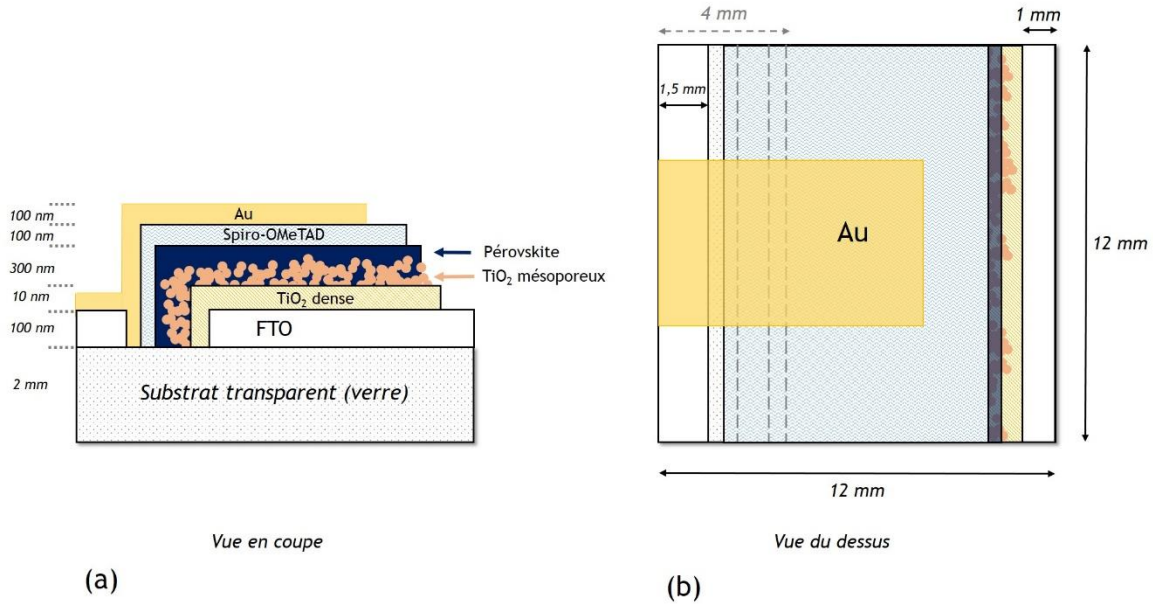 4 mm
1 mm
1,5 mm
100 nm
Au
100 nm
Spiro-OMeTAD
300 nm
Pérovskite
TiO₂ mésoporeux
10 nm
TiO₂ dense
100 nm
FTO
2 mm
Substrat transparent (verre)
Au
12 mm
12 mm
Vue en coupe
Vue du dessus
(a)
(b)